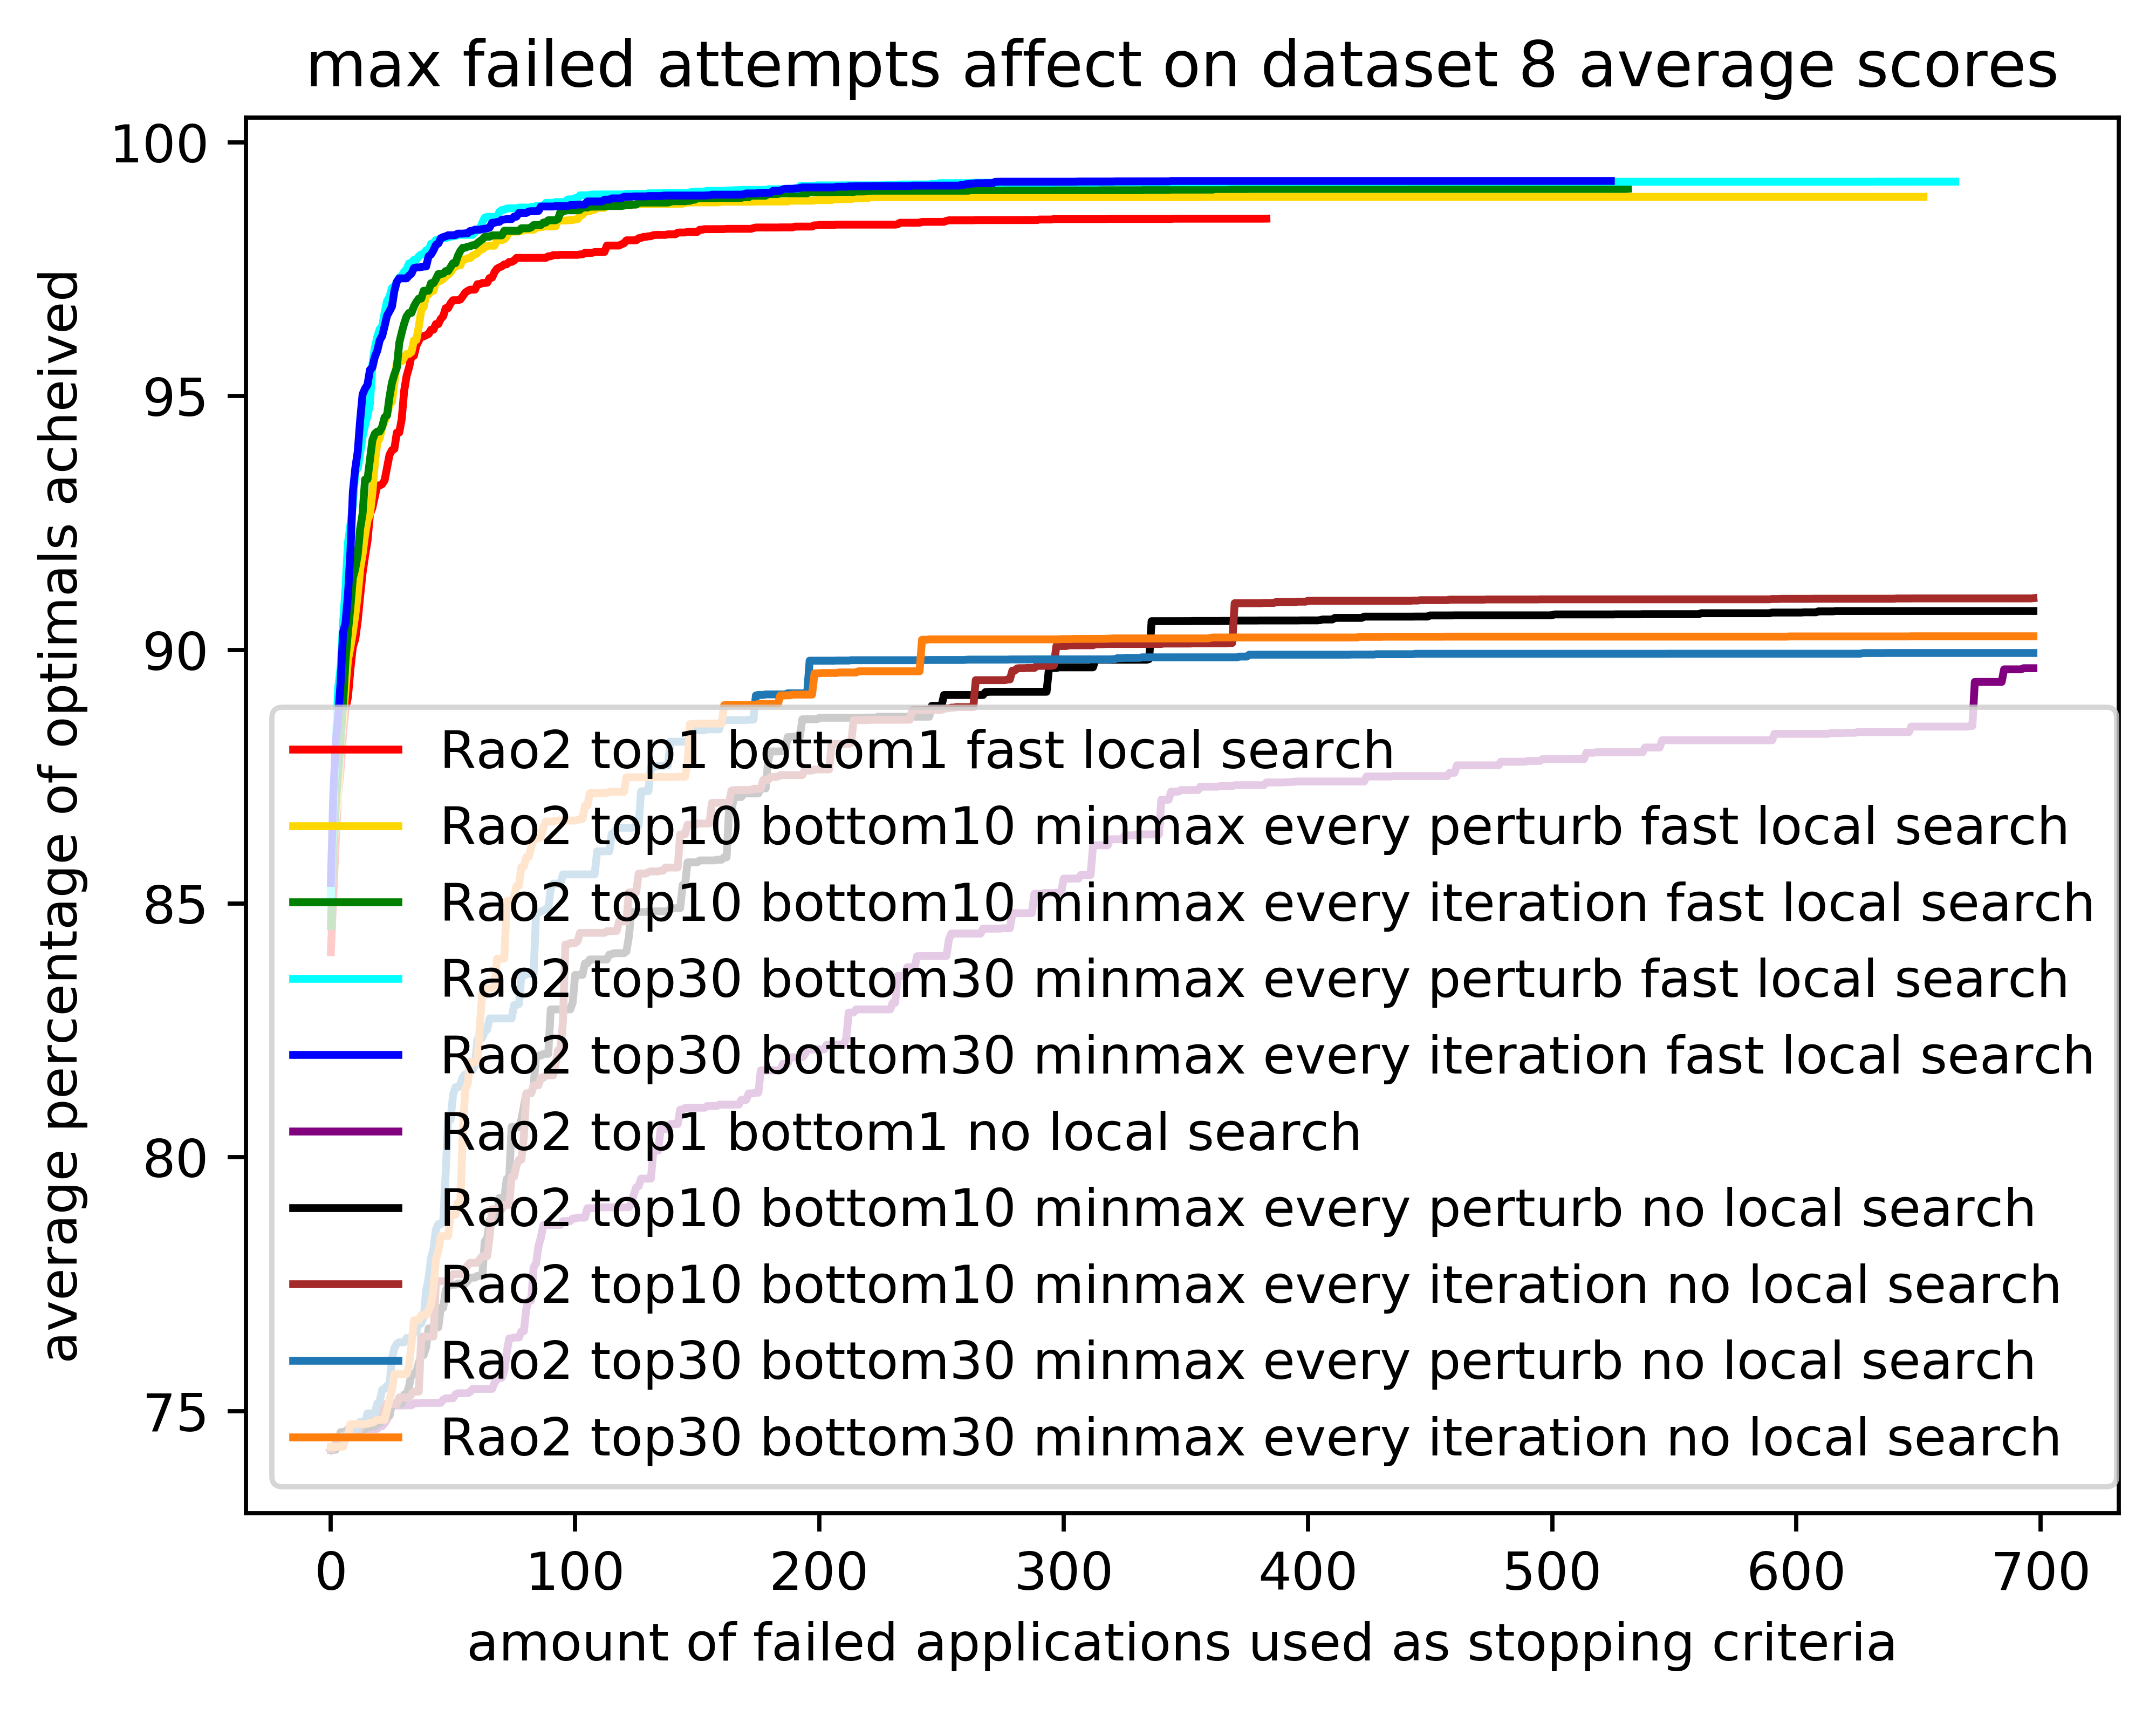 max failed attempts affect on dataset 8 average scores
average percentage of optimals acheived
100
95
90
85
80
75
Rao2 top1 bottom1 fast local search
Rao2 top10 bottom10 minmax every perturb fast local search
Rao2 top10 bottom10 minmax every iteration fast local search
Rao2 top30 bottom30 minmax every perturb fast local search
Rao2 top30 bottom30 minmax every iteration fast local search
Rao2 top1 bottom1 no local search
Rao2 top10 bottom10 minmax every perturb no local search
Rao2 top10 bottom10 minmax every iteration no local search
Rao2 top30 bottom30 minmax every perturb no local search
Rao2 top30 bottom30 minmax every iteration no local search
0 100 200 300 400 500 600 700
amount of failed applications used as stopping criteria